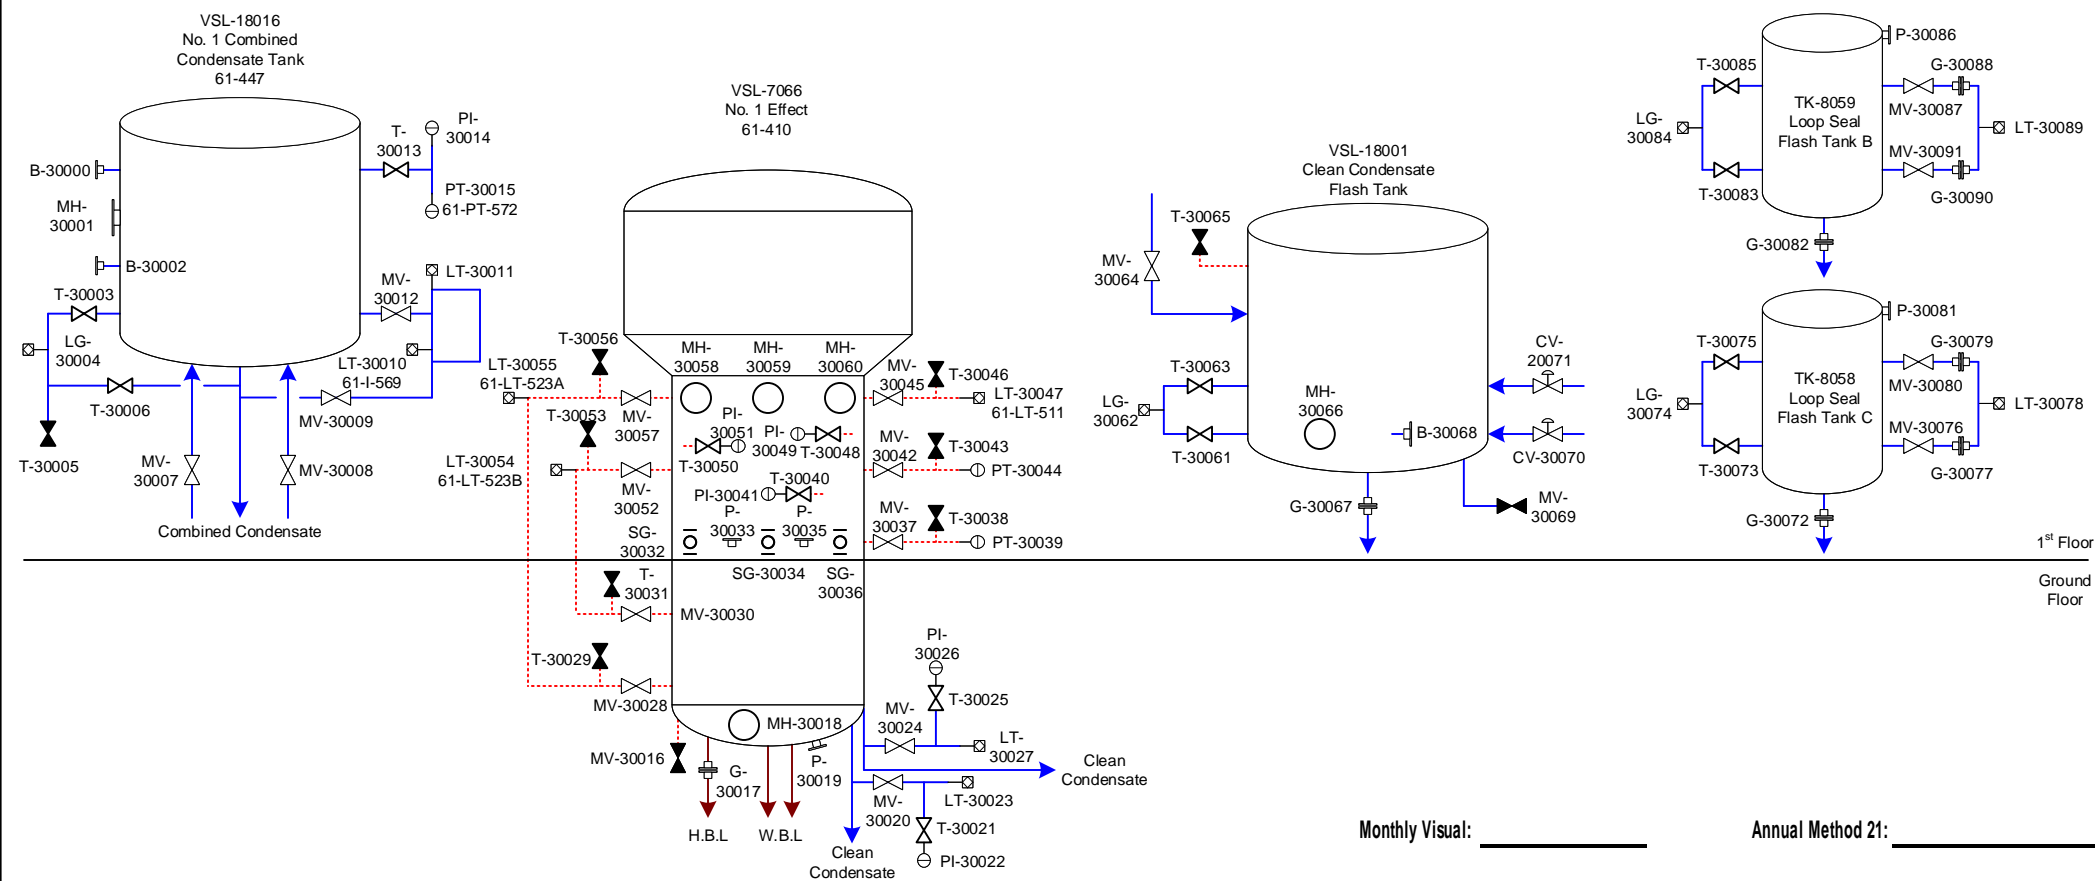 VSL-18016
No. 1 Combined
Condensate Tank
61-447
B-30000
MH-
30001
B-30002
T-30003
LG-
30004
T-30005
T-30006
MV-
30007
MV-30008
MV-30009
LT-30010
61-I-569
LT-30011
MV-
30012
T-
30013
PI-
30014
PT-30015
61-PT-572
Combined Condensate
VSL-7066
No. 1 Effect
61-410
MH-
30058
MH-
30059
MH-
30060
T-30056
LT-30055
61-LT-523A
MV-
30057
T-30053
LT-30054
61-LT-523B
MV-
30052
PI-
30051
T-30050
PI-
30049
T-30048
MV-
30045
T-30046
LT-30047
61-LT-511
MV-
30042
T-30043
PT-30044
PI-30041
T-30040
MV-
30037
T-30038
PT-30039
SG-
30032
P-
30033
SG-30034
P-
30035
SG-
30036
T-
30031
MV-30030
T-30029
MV-30028
MH-30018
MV-30016
G-
30017
P-
30019
H.B.L
W.B.L
PI-
30026
T-30025
MV-
30024
LT-
30027
Clean
Condensate
MV-
30020
LT-30023
T-30021
PI-30022
Clean
Condensate
VSL-18001
Clean Condensate
Flash Tank
MV-
30064
T-30065
T-30063
LG-
30062
T-30061
MH-
30066
B-30068
G-30067
CV-
20071
CV-30070
MV-
30069
P-30086
T-30085
LG-
30084
T-30083
TK-8059
Loop Seal
Flash Tank B
G-30088
MV-30087
LT-30089
MV-30091
G-30090
G-30082
P-30081
T-30075
LG-
30074
T-30073
TK-8058
Loop Seal
Flash Tank C
G-30079
MV-30080
LT-30078
MV-30076
G-30077
G-30072
1st Floor
Ground
Floor
Monthly Visual:
Annual Method 21: